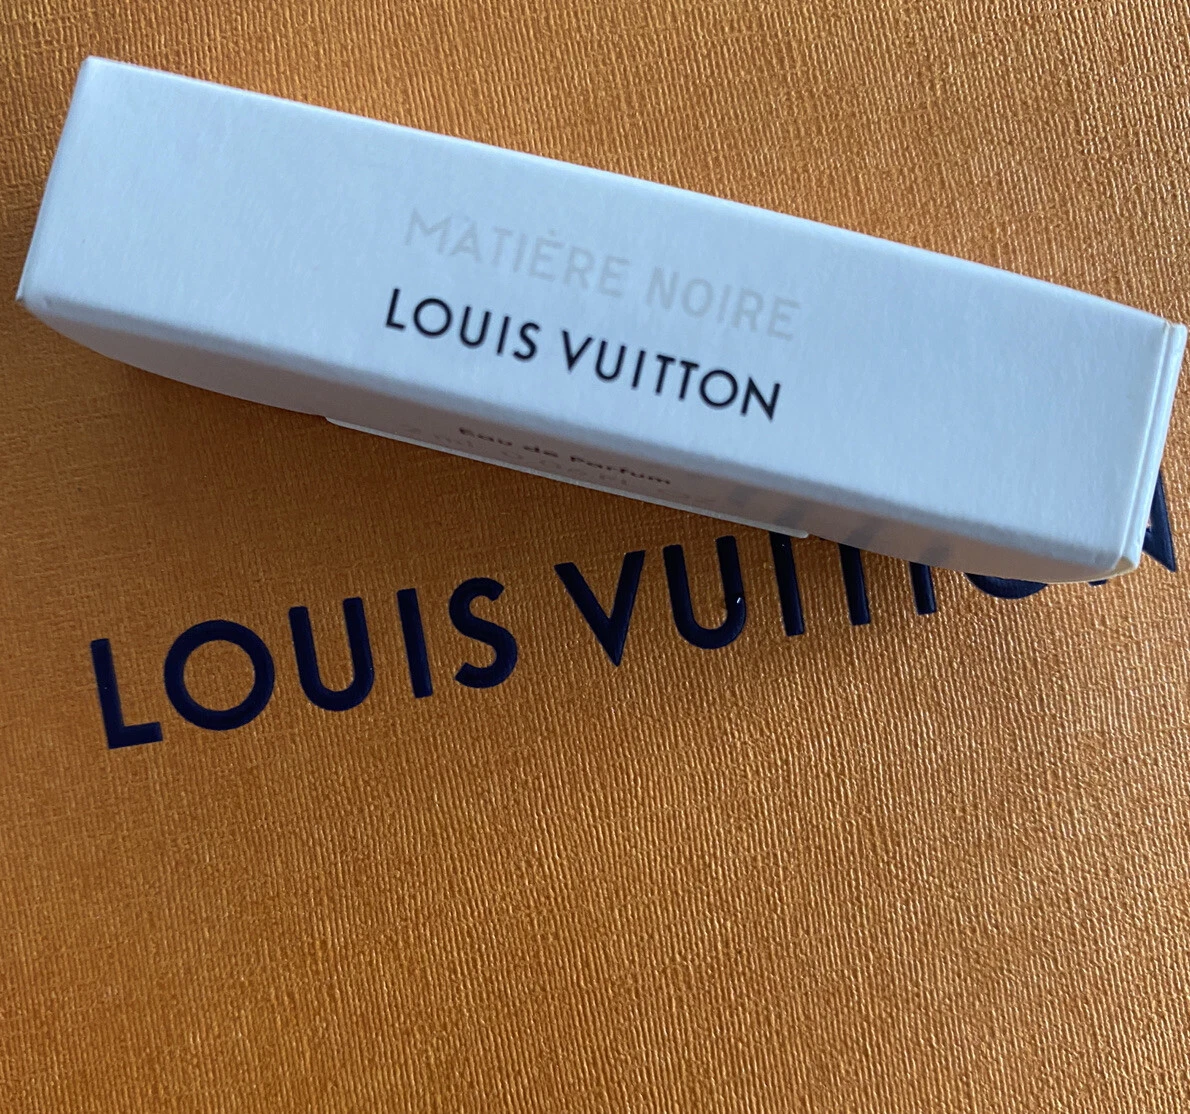 MATIÈRE NOIRE
LOUIS VUITTON
Eau de Parfum
LOUIS VUITTON